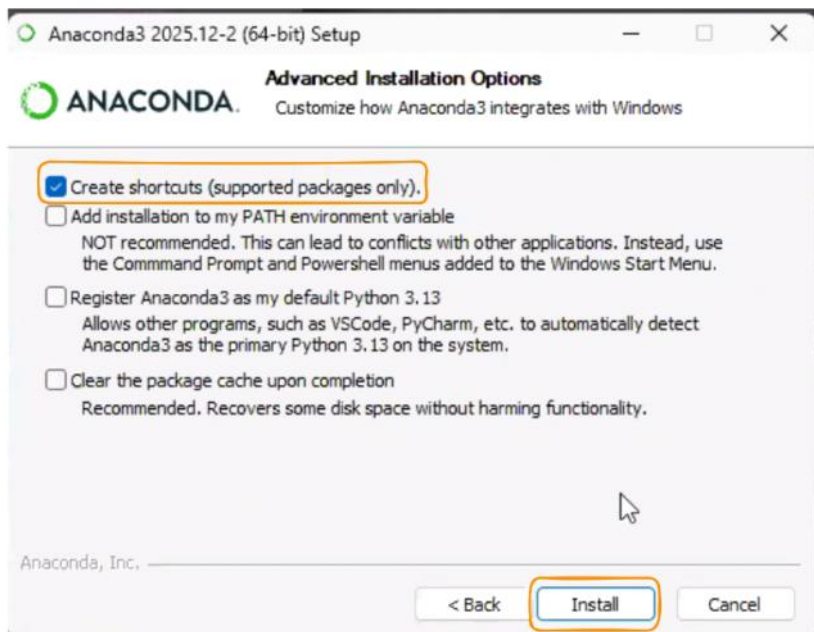 Anaconda3 2025.12-2 (64-bit) Setup
Advanced Installation Options
ANACONDA.
Customize how Anaconda3 integrates with Windows
Create shortcuts (supported packages only).
Add installation to my PATH environment variable
NOT recommended. This can lead to conflicts with other applications. Instead, use
the Commmand Prompt and Powershell menus added to the Windows Start Menu.
Register Anaconda3 as my default Python 3.13
Allows other programs, such as VSCode, PyCharm, etc. to automatically detect
Anaconda3 as the primary Python 3.13 on the system.
Clear the package cache upon completion
Recommended. Recovers some disk space without harming functionality.
Anaconda, Inc.
< Back
Install
Cancel